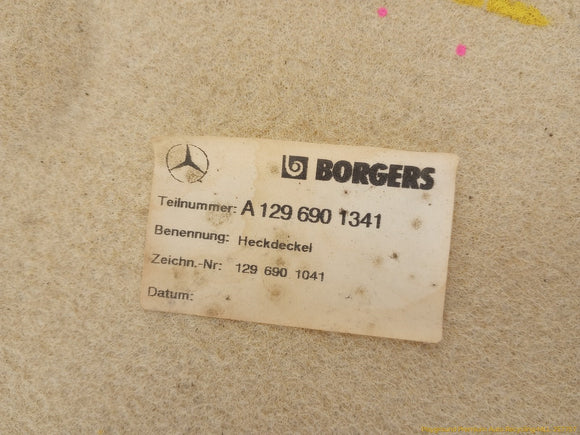 BORGERS
Teilnummer: A 129 690 1341
Benennung: Heckdeckel
Zeichn.-Nr: 129 690 1041
Datum: